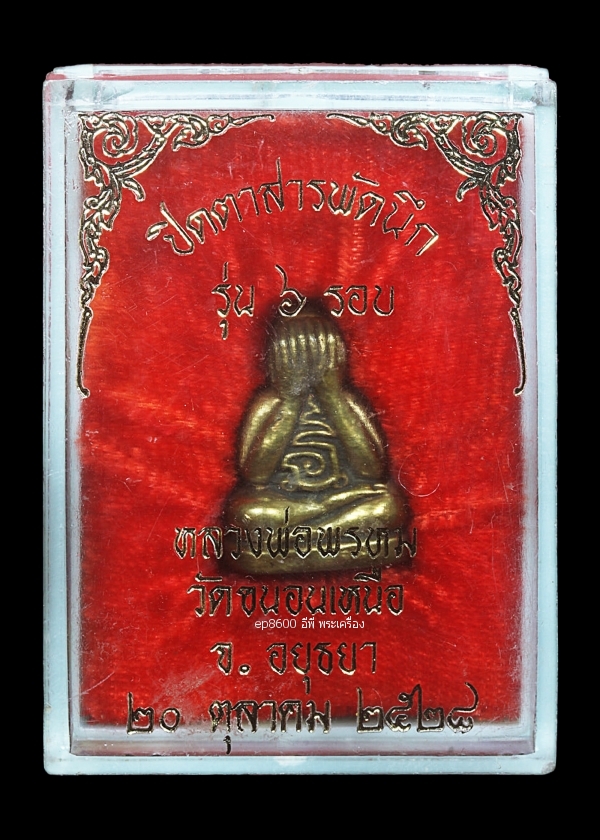 ปิดตาสารพัดนึก
รุ่น ๖ รอบ
หลวงพ่อพรหม
วัดขนอนเหนือ
ep8600 อีพี พระเครื่อง
จ. อยุธยา
๒๐ ตุลาคม ๒๕๒๘